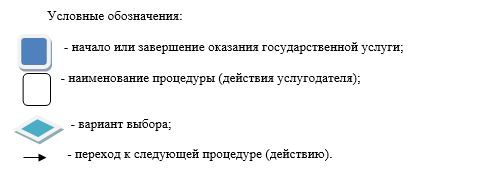 Условные обозначения:
- начало или завершение оказания государственной услуги;
- наименование процедуры (действия услугодателя);
- вариант выбора;
- переход к следующей процедуре (действию).